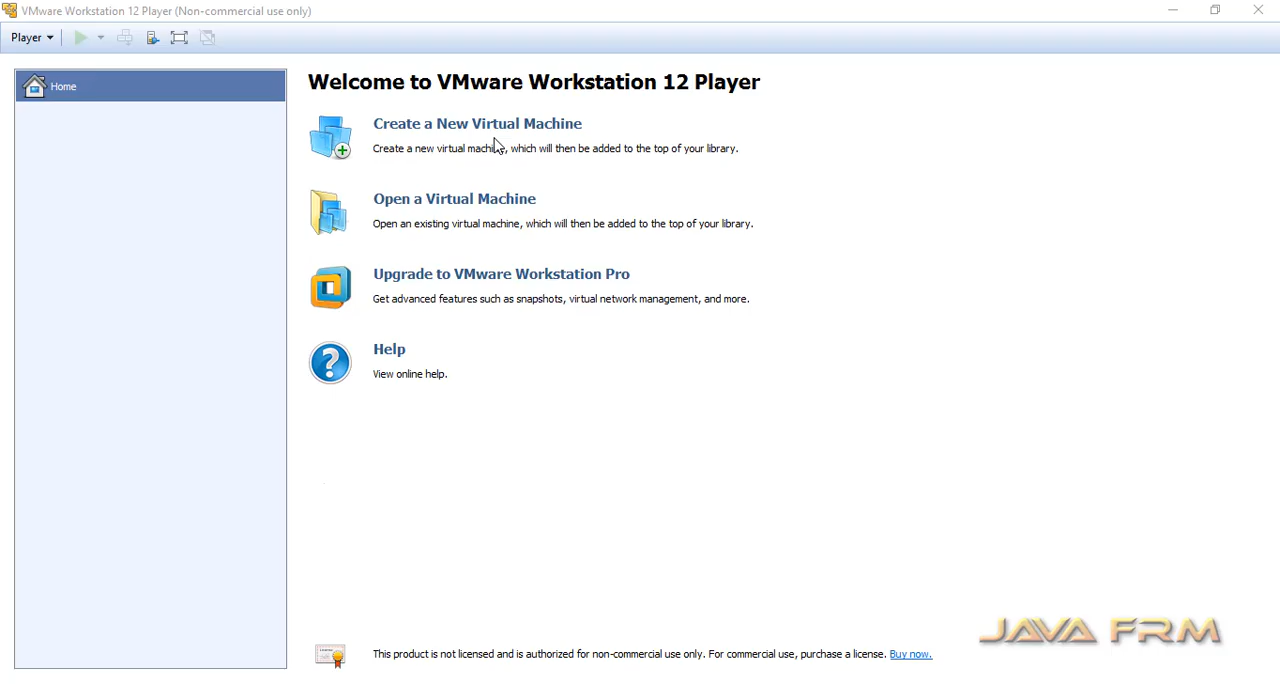 VMware Workstation 12 Player (Non-commercial use only)
Player
Home
Welcome to VMware Workstation 12 Player
Create a New Virtual Machine
Create a new virtual machine, which will then be added to the top of your library.
Open a Virtual Machine
Open an existing virtual machine, which will then be added to the top of your library.
Upgrade to VMware Workstation Pro
Get advanced features such as snapshots, virtual network management, and more.
Help
View online help.
JAVA FRM
This product is not licensed and is authorized for non-commercial use only. For commercial use, purchase a license. Buy now.